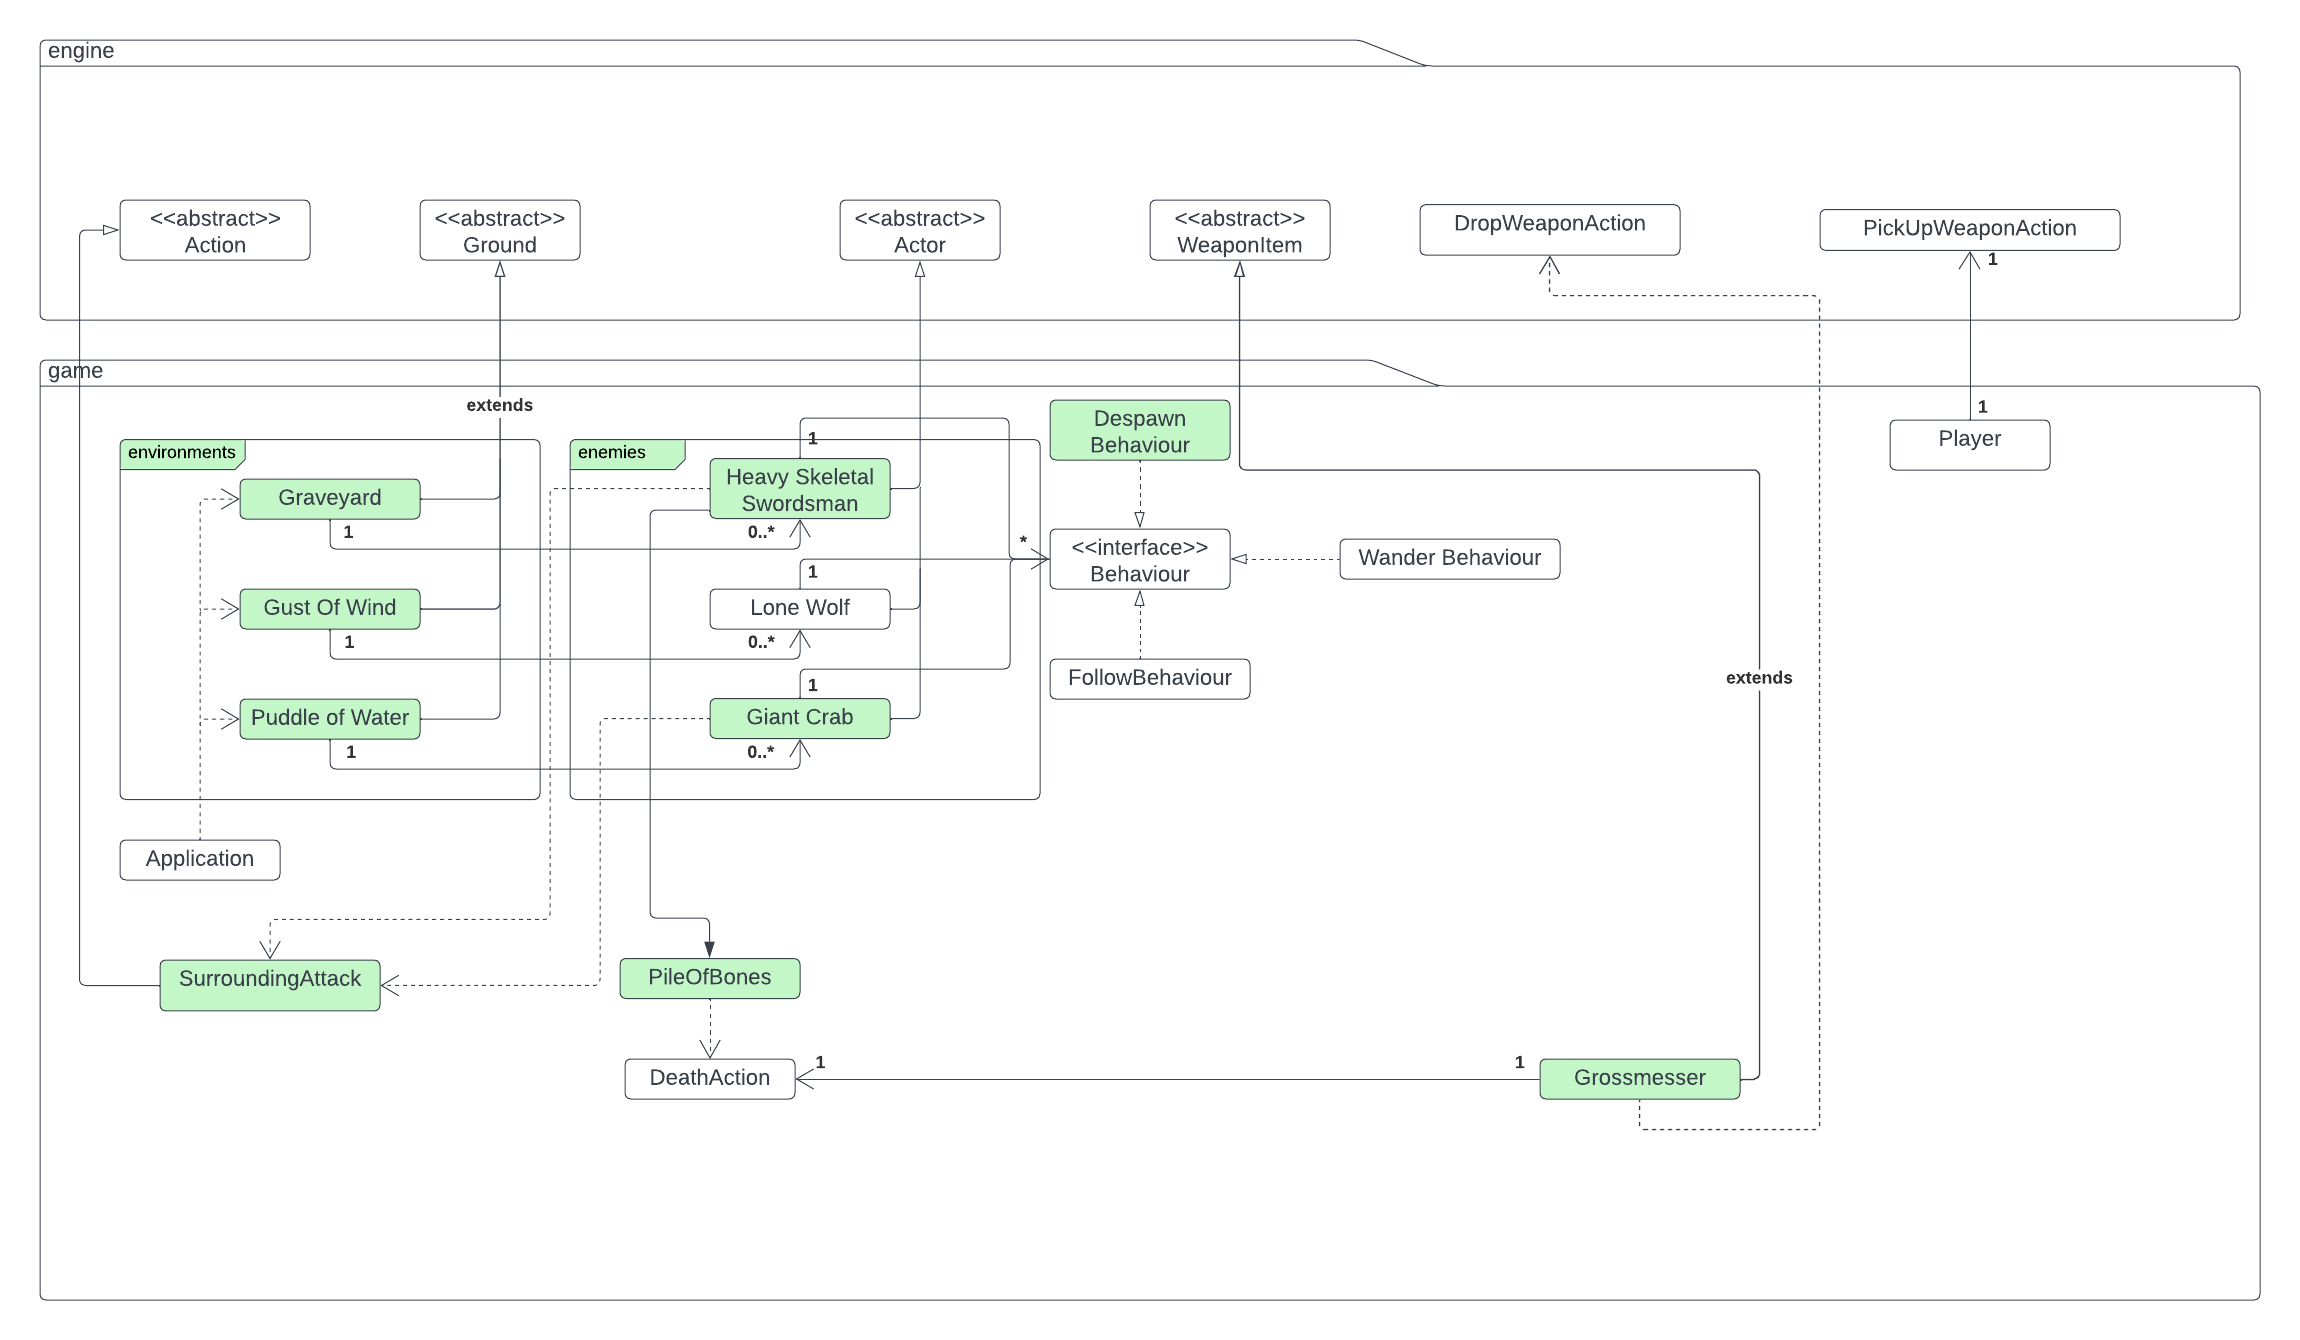 engine
<<abstract>>
Action
<<abstract>>
Ground
<<abstract>>
Actor
<<abstract>>
WeaponItem
DropWeaponAction
PickUpWeaponAction
1
game
extends
1
Player
Despawn
Behaviour
environments
enemies
1
Heavy Skeletal
Swordsman
Graveyard
1
0..*
*
<<interface>>
Behaviour
Wander Behaviour
1
Gust Of Wind
Lone Wolf
1
0..*
FollowBehaviour
extends
1
Puddle of Water
Giant Crab
1
0..*
Application
SurroundingAttack
PileOfBones
DeathAction
1
1
Grossmesser